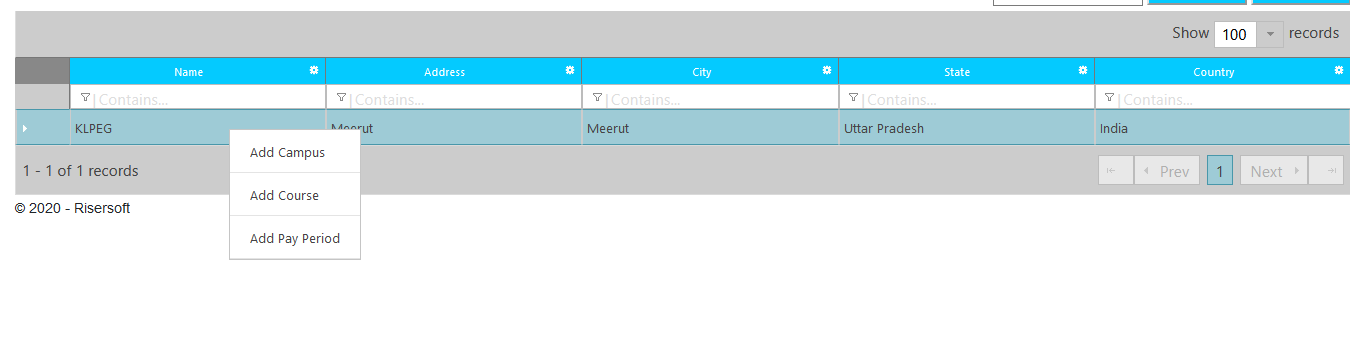 Show 100 records
Name Address City State Country
Contains... Contains... Contains... Contains... Contains...
KLPEG Meerut Meerut Uttar Pradesh India
Add Campus
1 - 1 of 1 records Prev 1 Next
Add Course
© 2020 - Risersoft
Add Pay Period